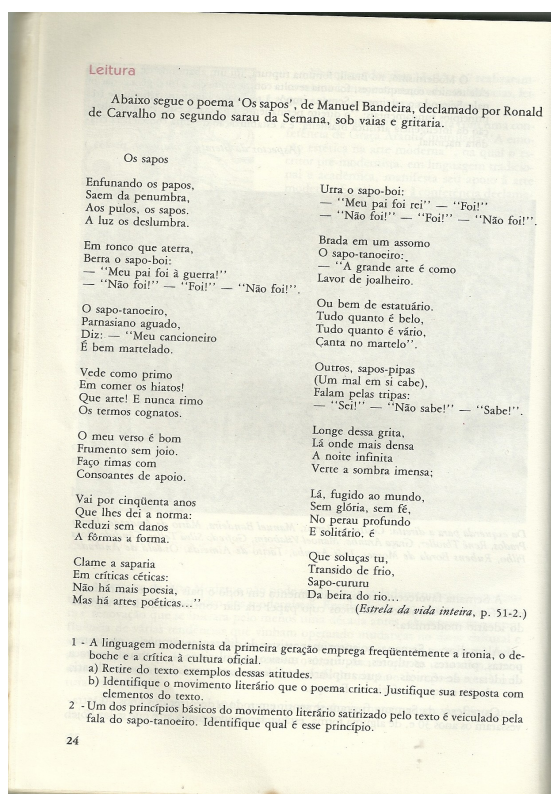 Leitura
Abaixo segue o poema 'Os sapos', de Manuel Bandeira, declamado por Ronald
de Carvalho no segundo sarau da Semana, sob vaias e gritaria.
Os sapos
Enfunando os papos,
Saem da penumbra,
Aos pulos, os sapos.
A luz os deslumbra.
Em ronco que aterra,
Berra o sapo-boi:
— "Meu pai foi à guerra!"
— "Não foi!" — "Foi!" — "Não foi!".
O sapo-tanoeiro,
Parnasiano aguado,
Diz: — "Meu cancioneiro
É bem martelado.
Vede como primo
Em comer os hiatos!
Que arte! E nunca rimo
Os termos cognatos.
O meu verso é bom
Frumento sem joio.
Faço rimas com
Consoantes de apoio.
Vai por cinqüenta anos
Que lhes dei a norma:
Reduzi sem danos
A fôrmas a forma.
Clame a saparia
Em críticas céticas:
Não há mais poesia,
Mas há artes poéticas..."
Urra o sapo-boi:
— "Meu pai foi rei" — "Foi!"
— "Não foi!" — "Foi!" — "Não foi!".
Brada em um assomo
O sapo-tanoeiro:
— "A grande arte é como
Lavor de joalheiro.
Ou bem de estatuário.
Tudo quanto é belo,
Tudo quanto é vário,
Canta no martelo".
Outros, sapos-pipas
(Um mal em si cabe),
Falam pelas tripas:
— "Sei!" — "Não sabe!" — "Sabe!".
Longe dessa grita,
Lá onde mais densa
A noite infinita
Verte a sombra imensa;
Lá, fugido ao mundo,
Sem glória, sem fé,
No perau profundo
E solitário, é
Que soluças tu,
Transido de frio,
Sapo-cururu
Da beira do rio...
(Estrela da vida inteira, p. 51-2.)
1 - A linguagem modernista da primeira geração emprega freqüentemente a ironia, o de-
boche e a crítica à cultura oficial.
a) Retire do texto exemplos dessas atitudes.
b) Identifique o movimento literário que o poema critica. Justifique sua resposta com
elementos do texto.
2 - Um dos princípios básicos do movimento literário satirizado pelo texto é veiculado pela
fala do sapo-tanoeiro. Identifique qual é esse princípio.
24